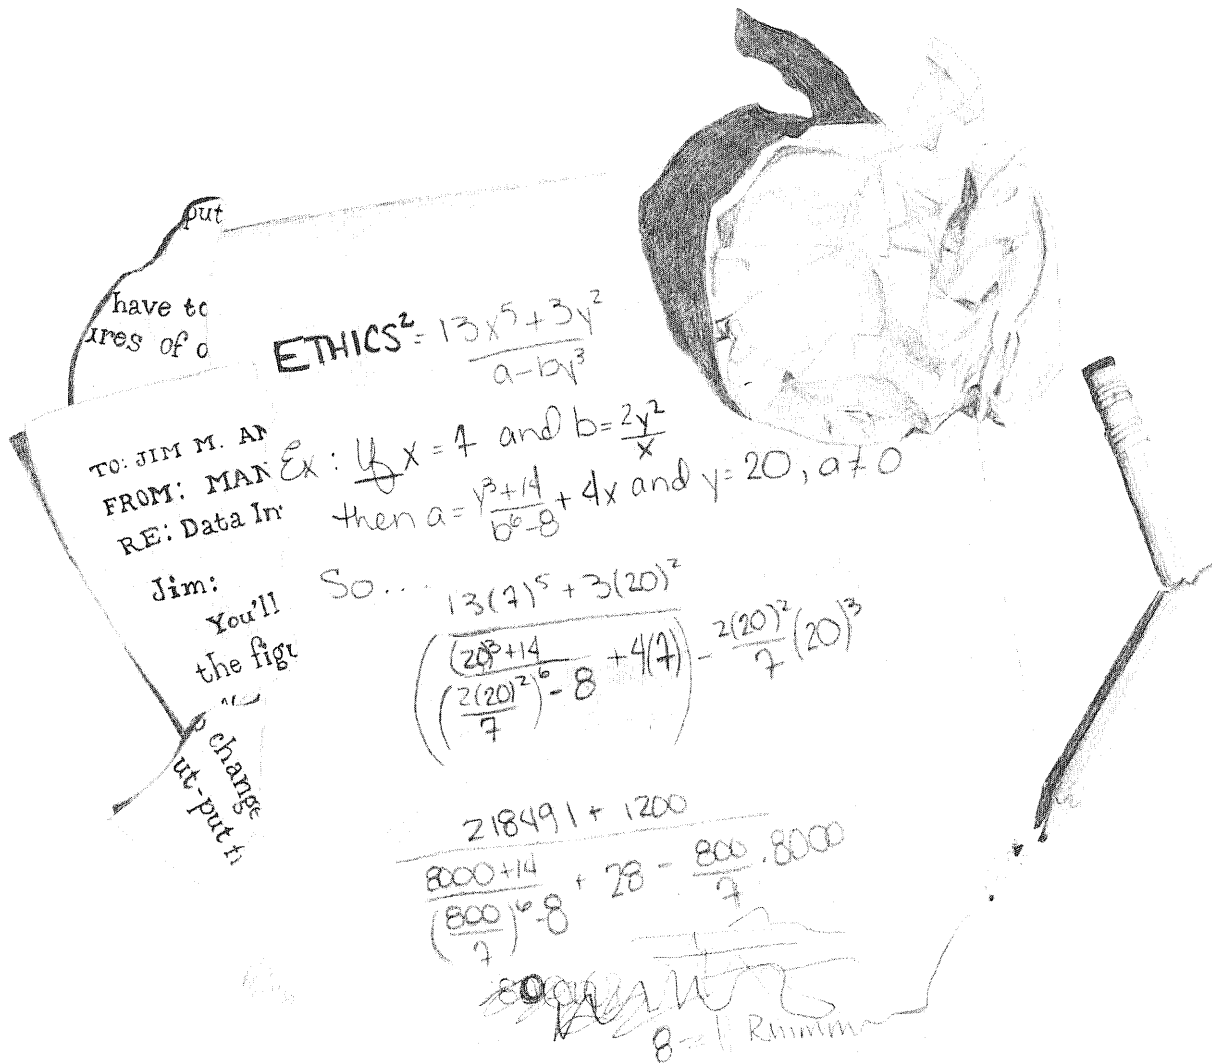 put
have to
ures of o
TO: JIM M. AN
FROM: MAN
RE: Data In
Jim:
You'll
the figu
change
ut-put fi
ETHICS² = (13x⁵ + 3y²) / (a - by³)
Ex: If x = 7 and b = 2y²/x
then a = (y³ + 14)/(b⁶ - 8) + 4x and y = 20, a ≠ 0
So...
13(7)⁵ + 3(20)²
(((20)³ + 14)/((2(20)²/7)⁶ - 8) + 4(7)) - 2(20)²/7 (20)³
218491 + 1200
(8000 + 14)/((800/7)⁶ - 8) + 28 - 800/7 · 8000